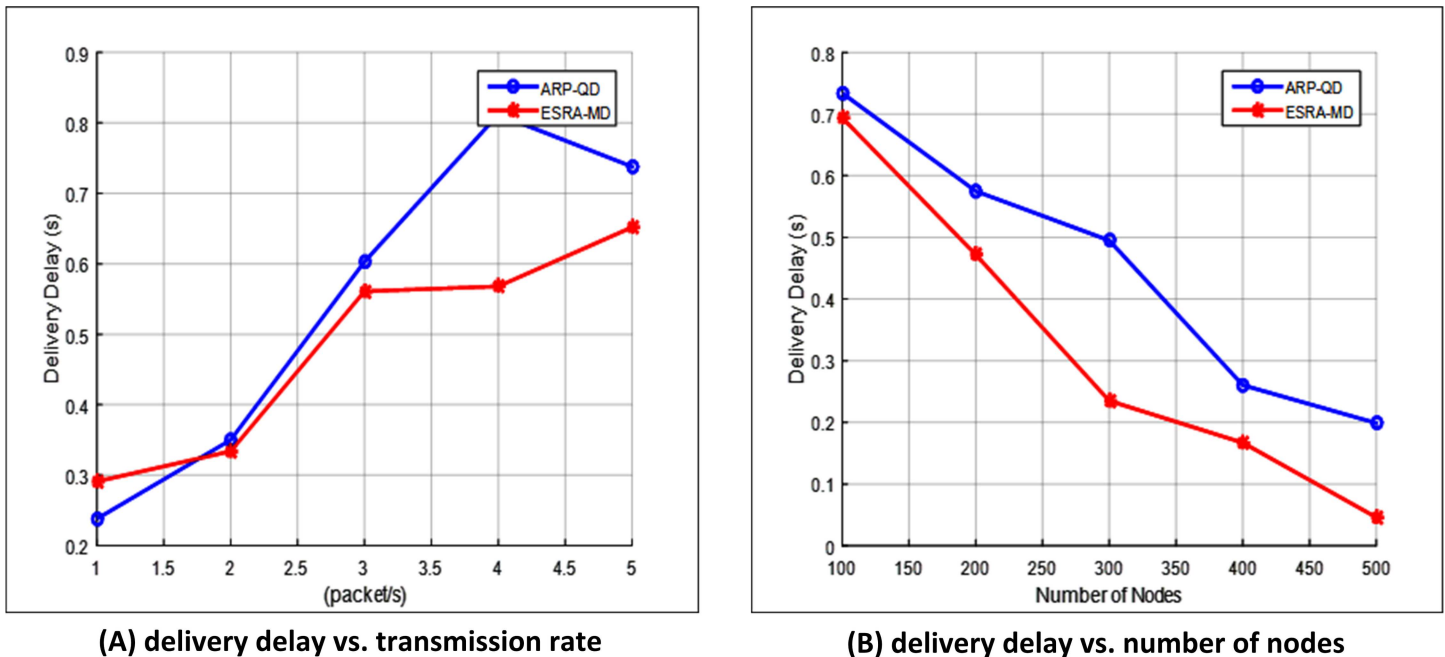 0.9
0.8
0.7
0.6
0.5
0.4
0.3
0.2
Delivery Delay (s)
1 1.5 2 2.5 3 3.5 4 4.5 5
(packet/s)
ARP-QD
ESRA-MD
(A) delivery delay vs. transmission rate
0.8
0.7
0.6
0.5
0.4
0.3
0.2
0.1
0
Delivery Delay (s)
100 150 200 250 300 350 400 450 500
Number of Nodes
ARP-QD
ESRA-MD
(B) delivery delay vs. number of nodes